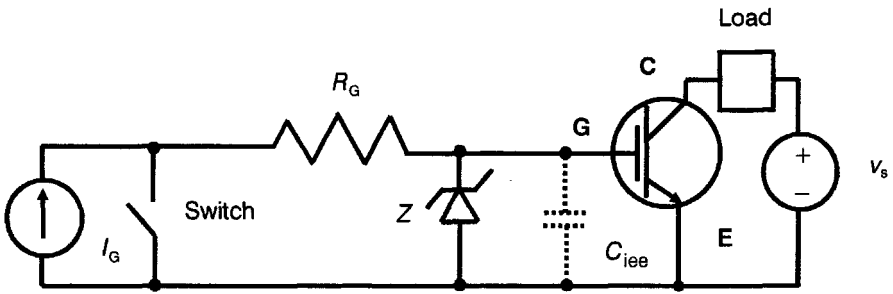 Load
C
R_G
G
+
−
v_s
Switch
Z
I_G
C_iee
E